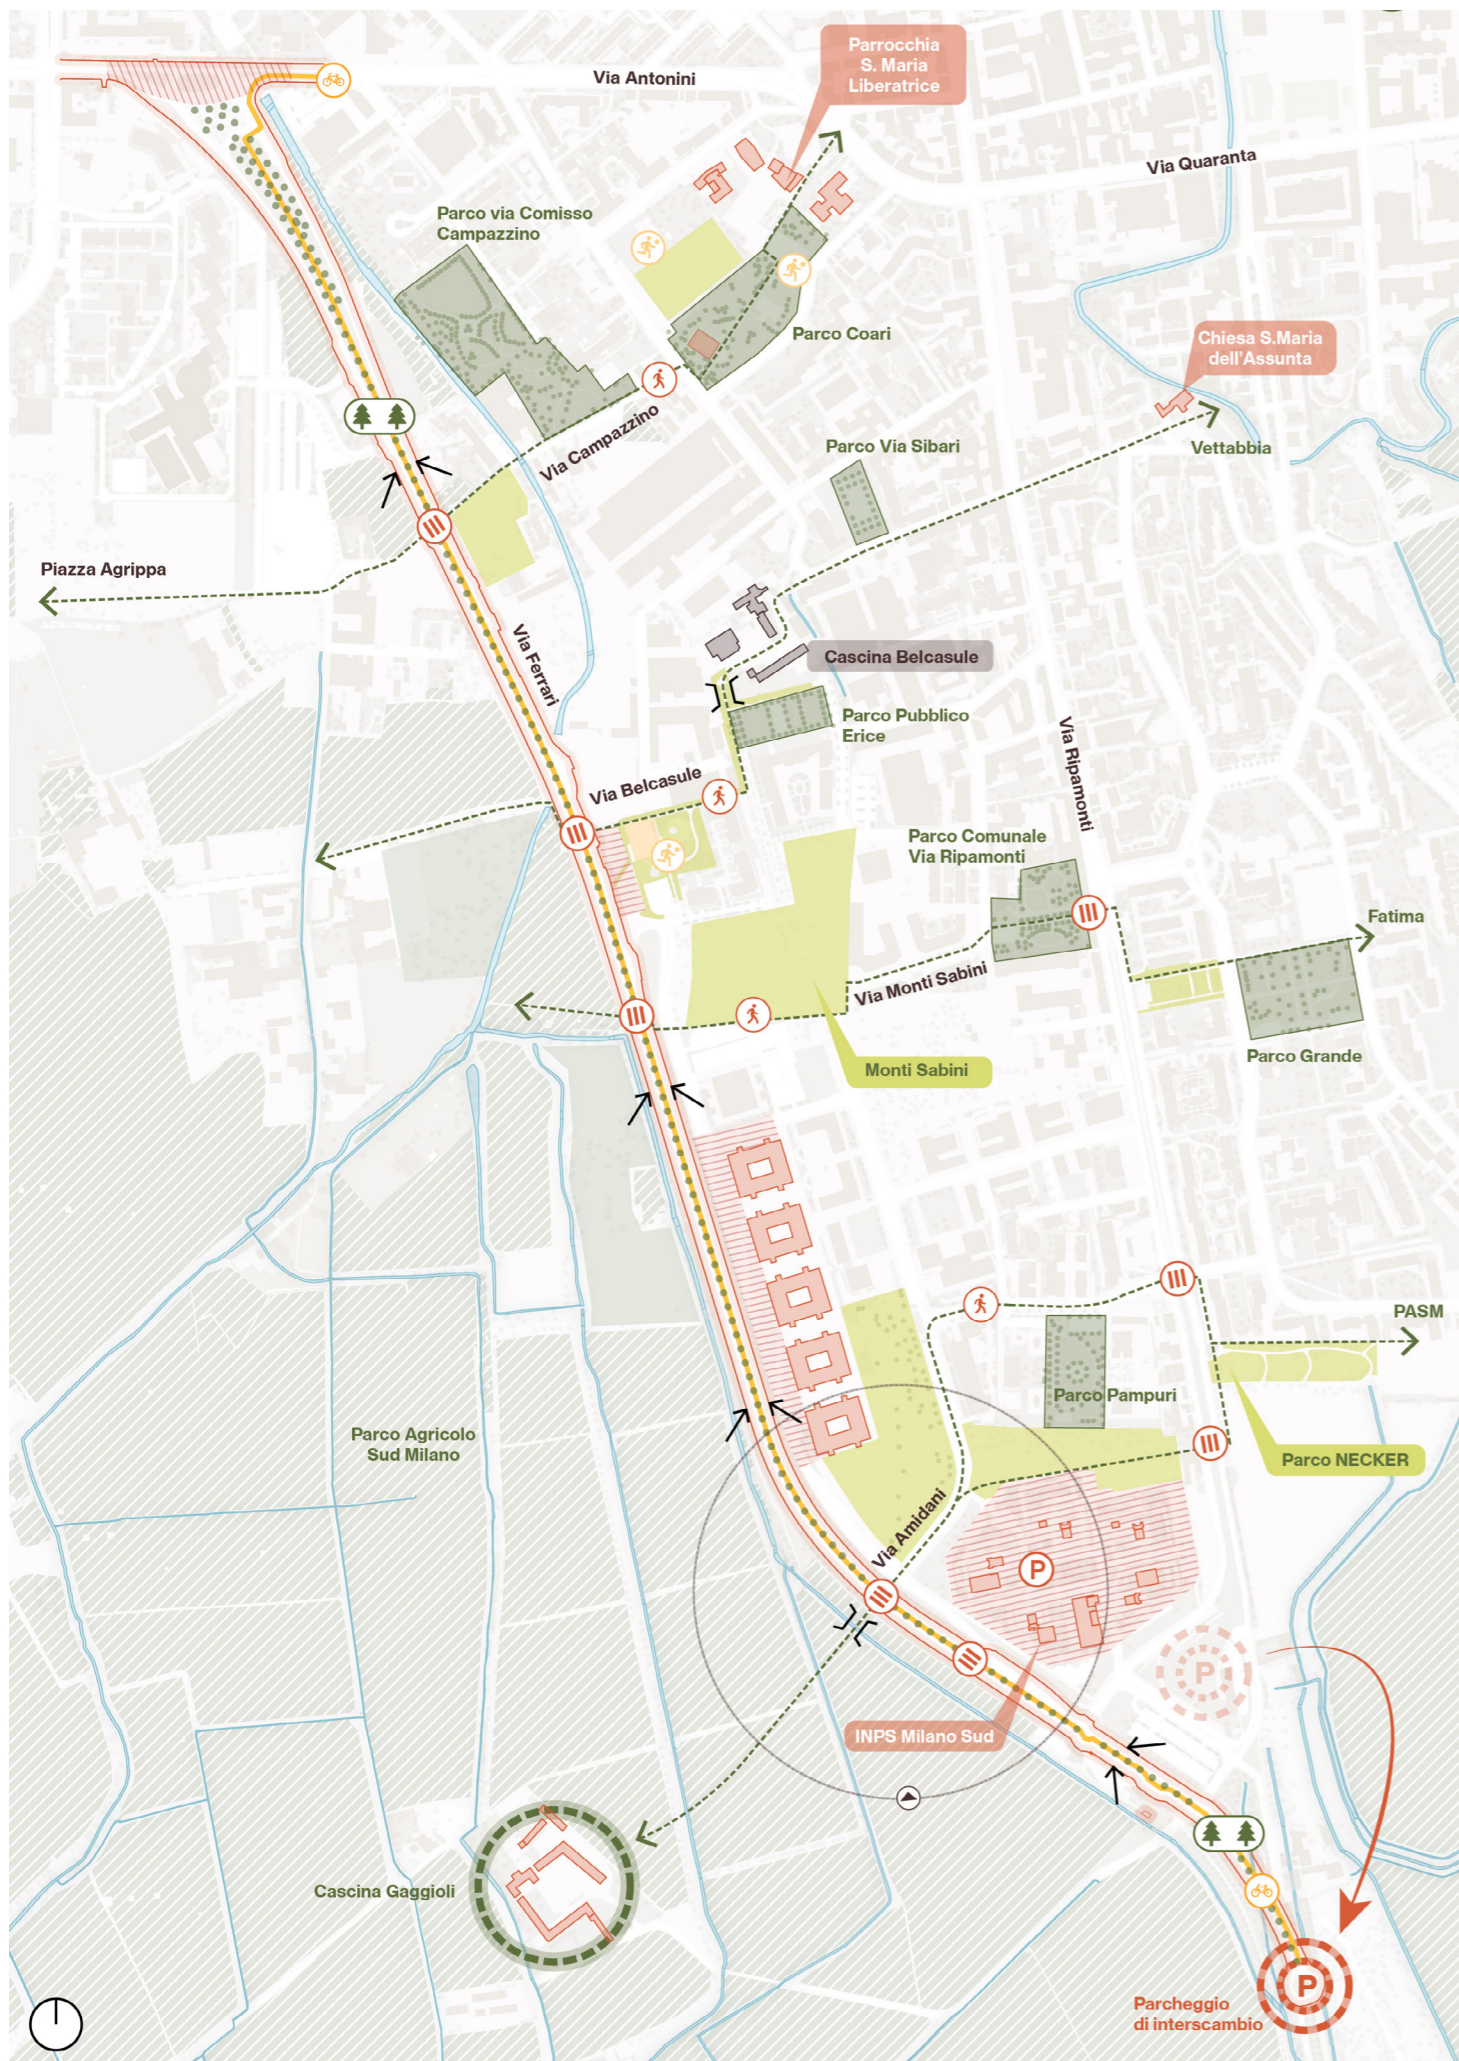 Parrocchia
S. Maria
Liberatrice
Via Antonini
Via Quaranta
Parco via Comisso
Campazzino
Parco Coari
Chiesa S.Maria
dell'Assunta
Via Campazzino
Parco Via Sibari
Vettabbia
Piazza Agrippa
Via Ferrari
Cascina Belcasule
Parco Pubblico
Erice
Via Ripamonti
Via Belcasule
Parco Comunale
Via Ripamonti
Fatima
Via Monti Sabini
Parco Grande
Monti Sabini
PASM
Parco Pampuri
Parco Agricolo
Sud Milano
Parco NECKER
Via Amidani
P
P
INPS Milano Sud
Cascina Gaggioli
P
Parcheggio
di interscambio